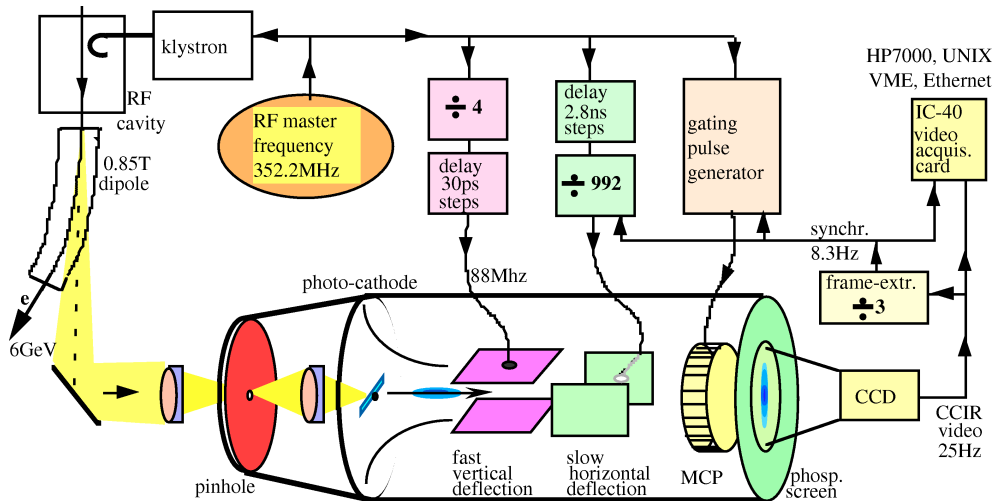 klystron
RF
cavity
RF master
frequency
352.2MHz
0.85T
dipole
e
6GeV
÷ 4
delay
30ps
steps
delay
2.8ns
steps
÷ 992
gating
pulse
generator
HP7000, UNIX
VME, Ethernet
IC-40
video
acquis.
card
synchr.
8.3Hz
frame-extr.
÷3
88Mhz
photo-cathode
pinhole
fast
vertical
deflection
slow
horizontal
deflection
MCP
phosp.
screen
CCD
CCIR
video
25Hz